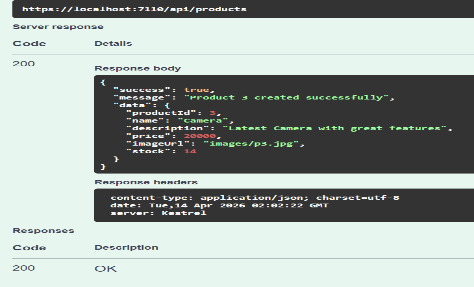 https://localhost:7110/api/products
Server response
Code Details
200
Response body
{
"success": true,
"message": "Product 3 created successfully",
"data": {
"productId": 3,
"name": "Camera",
"description": "Latest Camera with great features",
"price": 20000,
"imageUrl": "images/p3.jpg",
"stock": 14
}
}
Response headers
content-type: application/json; charset=utf-8
date: Tue,14 Apr 2026 02:02:22 GMT
server: Kestrel
Responses
Code Description
200 OK